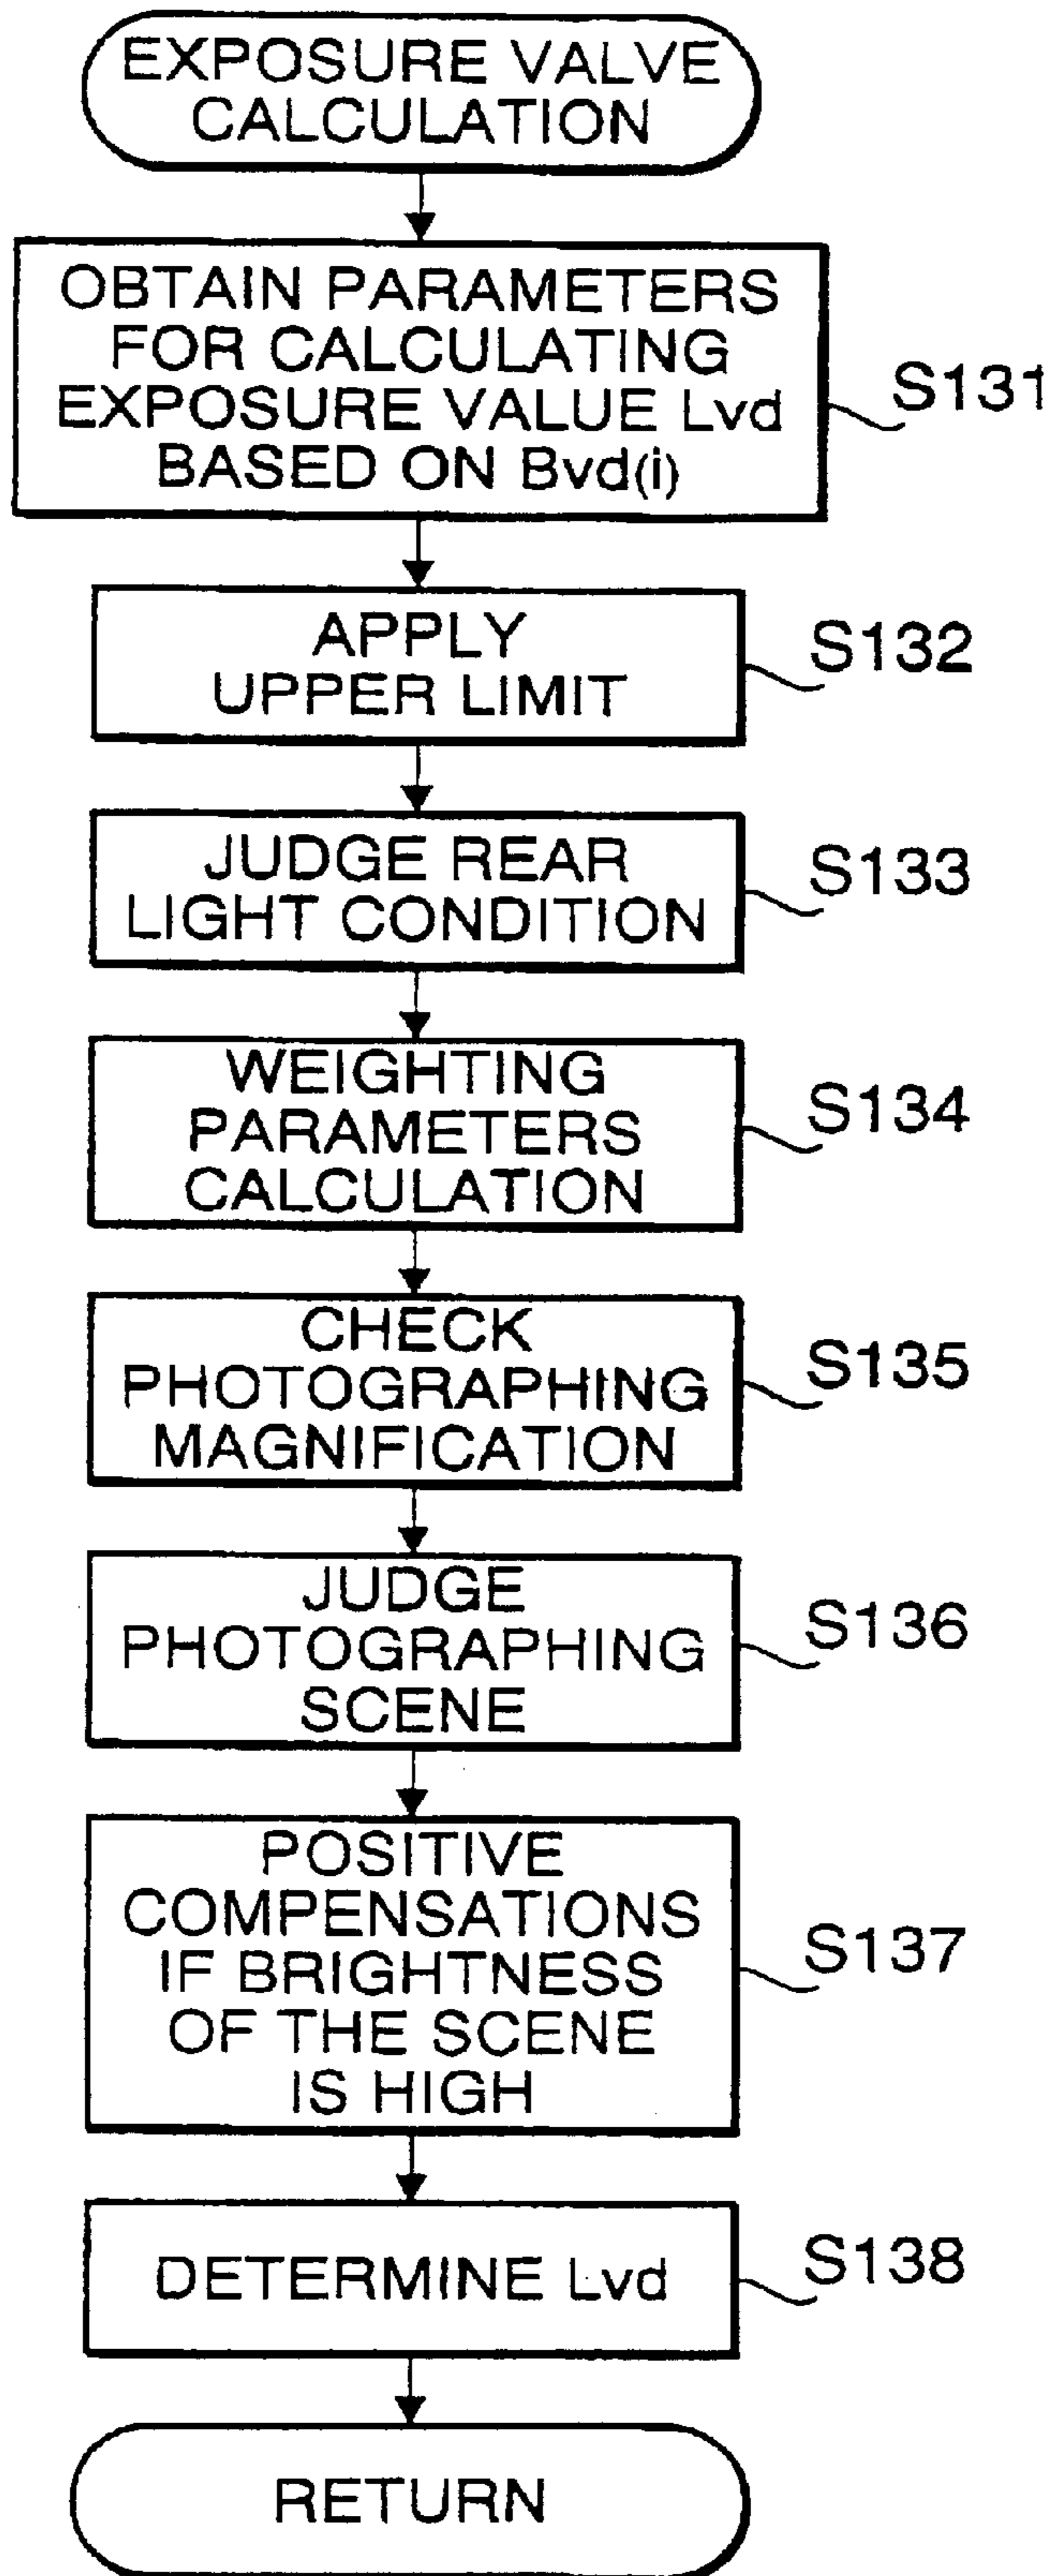 EXPOSURE VALVE
CALCULATION
OBTAIN PARAMETERS
FOR CALCULATING
EXPOSURE VALUE Lvd
BASED ON Bvd(i)
S131
APPLY
UPPER LIMIT
S132
JUDGE REAR
LIGHT CONDITION
S133
WEIGHTING
PARAMETERS
CALCULATION
S134
CHECK
PHOTOGRAPHING
MAGNIFICATION
S135
JUDGE
PHOTOGRAPHING
SCENE
S136
POSITIVE
COMPENSATIONS
IF BRIGHTNESS
OF THE SCENE
IS HIGH
S137
DETERMINE Lvd
S138
RETURN